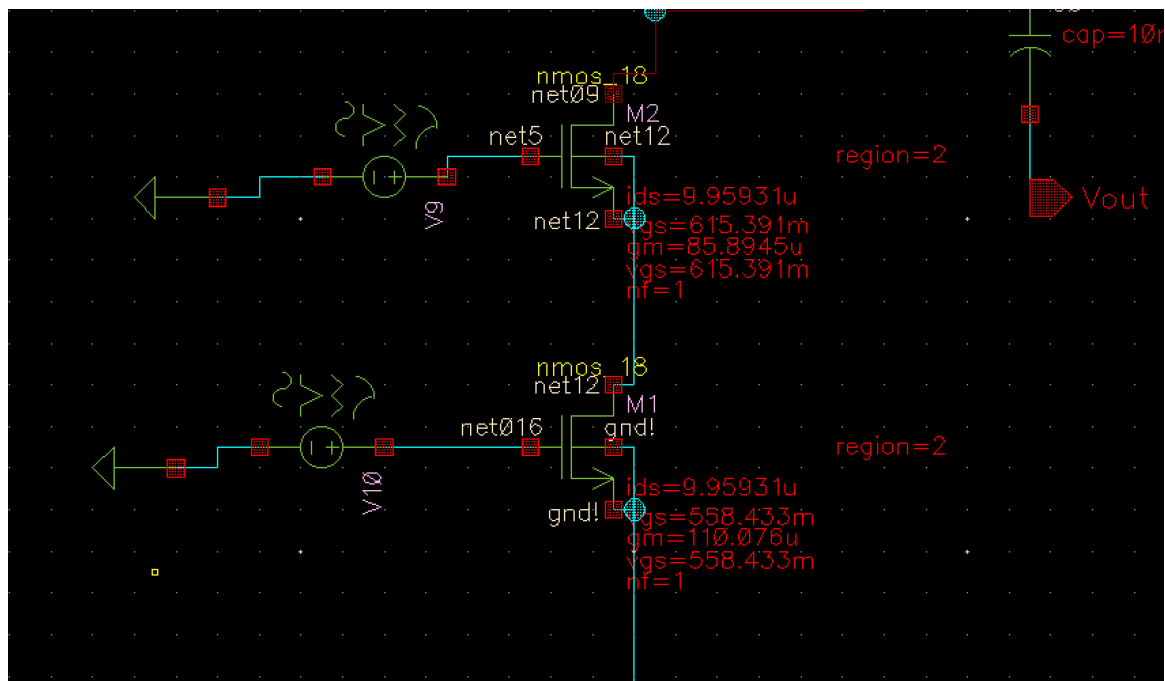 cap=10
nmos_18
net09
M2
net5
net12
region=2
V9
ids=9.95931u
net12
vgs=615.391m
gm=85.8945u
vgs=615.391m
nf=1
Vout
nmos_18
net12
M1
net016
gnd!
region=2
V10
ids=9.95931u
gnd!
vgs=558.433m
gm=110.076u
vgs=558.433m
nf=1